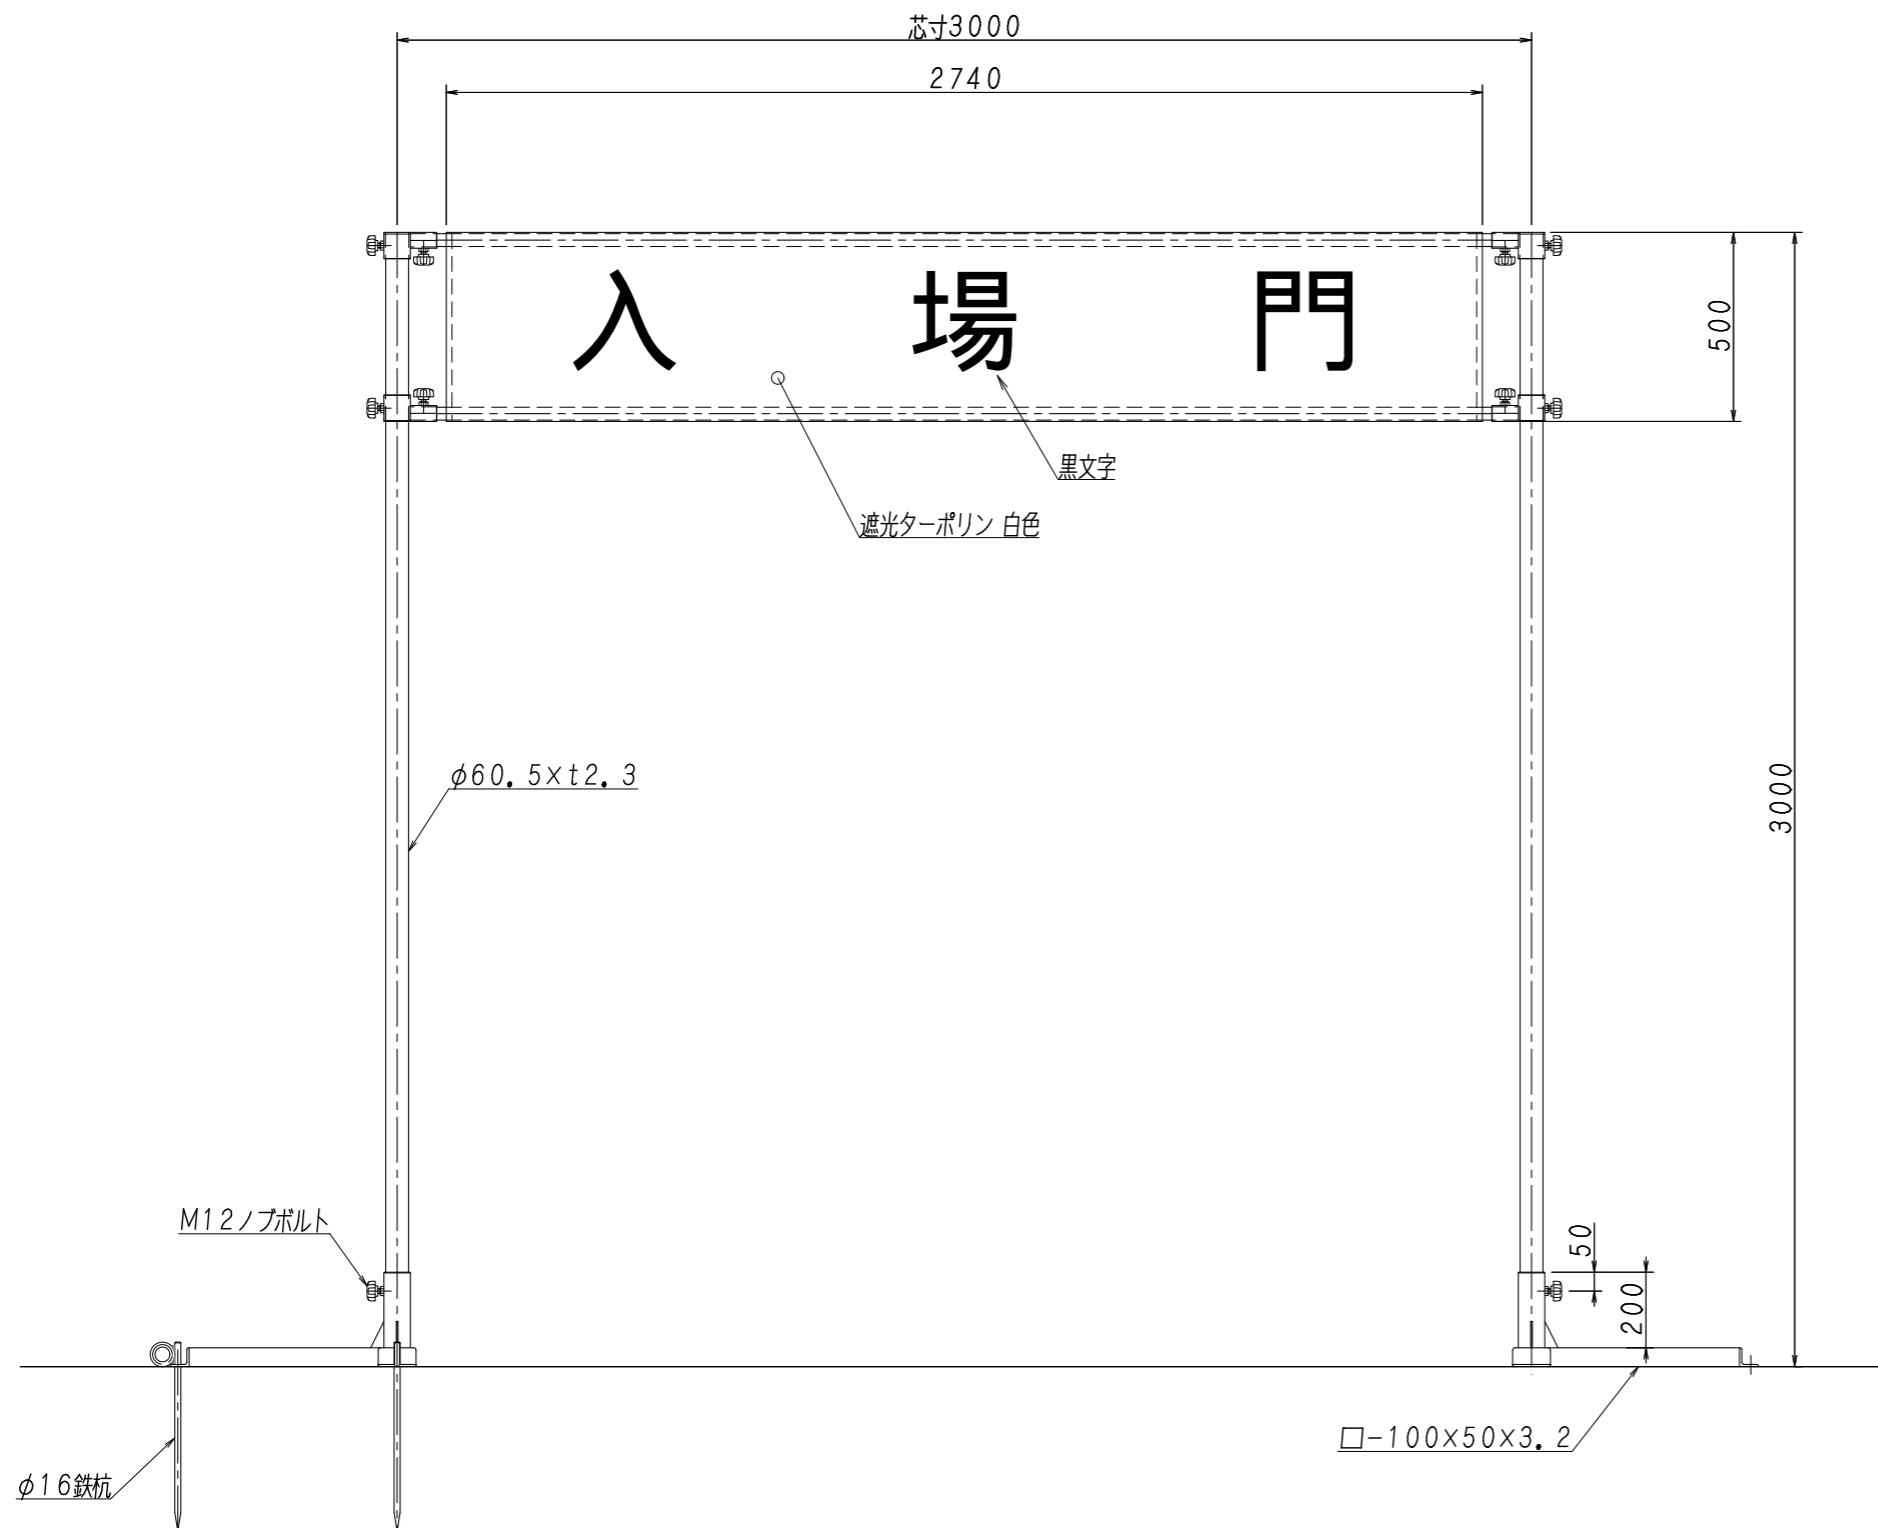 芯寸3000
2740
入場門
500
黒文字
遮光ターポリン 白色
φ60.5×t2.3
3000
M12ノブボルト
50
200
□-100×50×3.2
φ16鉄杭